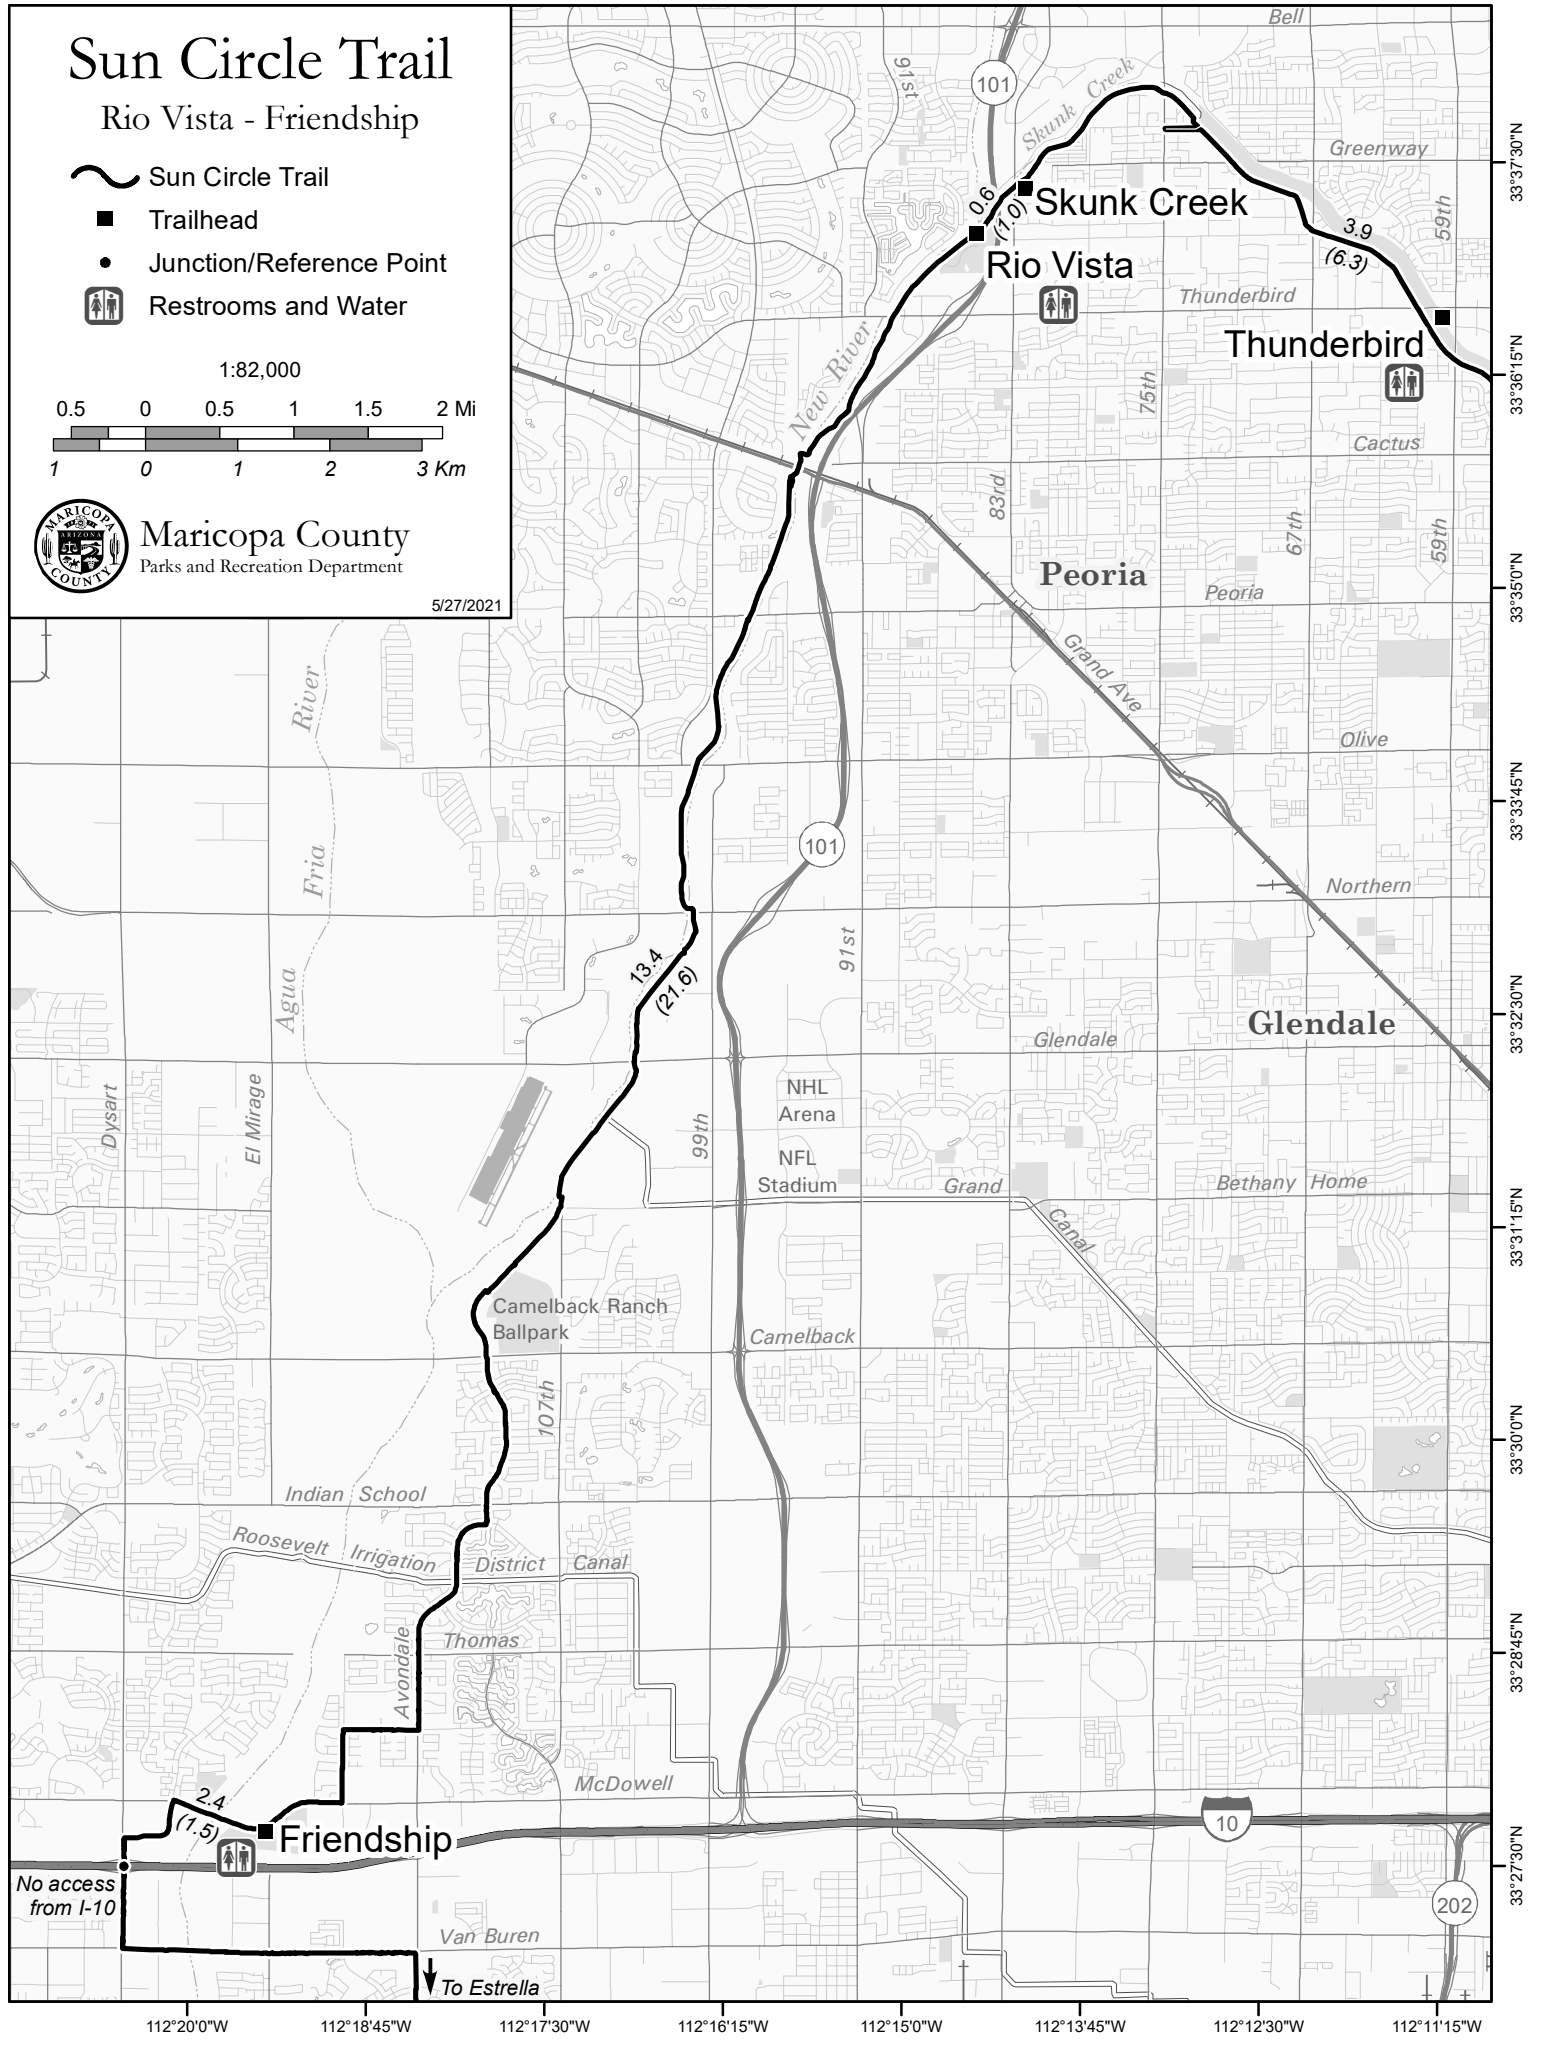 Sun Circle Trail
Rio Vista - Friendship
Sun Circle Trail
Trailhead
Junction/Reference Point
Restrooms and Water
1:82,000
0.5 0 0.5 1 1.5 2 Mi
1 0 1 2 3 Km
MARICOPA
ARIZONA
COUNTY
Maricopa County
Parks and Recreation Department
5/27/2021
Bell
91st
101
Skunk Creek
Greenway
59th
0.6
(1.0)
Skunk Creek
3.9
(6.3)
Rio Vista
Thunderbird
Thunderbird
New River
75th
Cactus
83rd
67th
59th
Peoria
Peoria
Grand Ave
River
Olive
101
Fria
Northern
91st
13.4
(21.6)
Agua
Glendale
Glendale
Dysart
El Mirage
99th
NHL
Arena
NFL
Stadium
Grand
Canal
Bethany Home
Camelback Ranch
Ballpark
Camelback
107th
Indian School
Roosevelt Irrigation District Canal
Avondale
Thomas
McDowell
2.4
(1.5)
Friendship
10
No access
from I-10
202
Van Buren
To Estrella
33°37'30"N
33°36'15"N
33°35'0"N
33°33'45"N
33°32'30"N
33°31'15"N
33°30'0"N
33°28'45"N
33°27'30"N
112°20'0"W 112°18'45"W 112°17'30"W 112°16'15"W 112°15'0"W 112°13'45"W 112°12'30"W 112°11'15"W